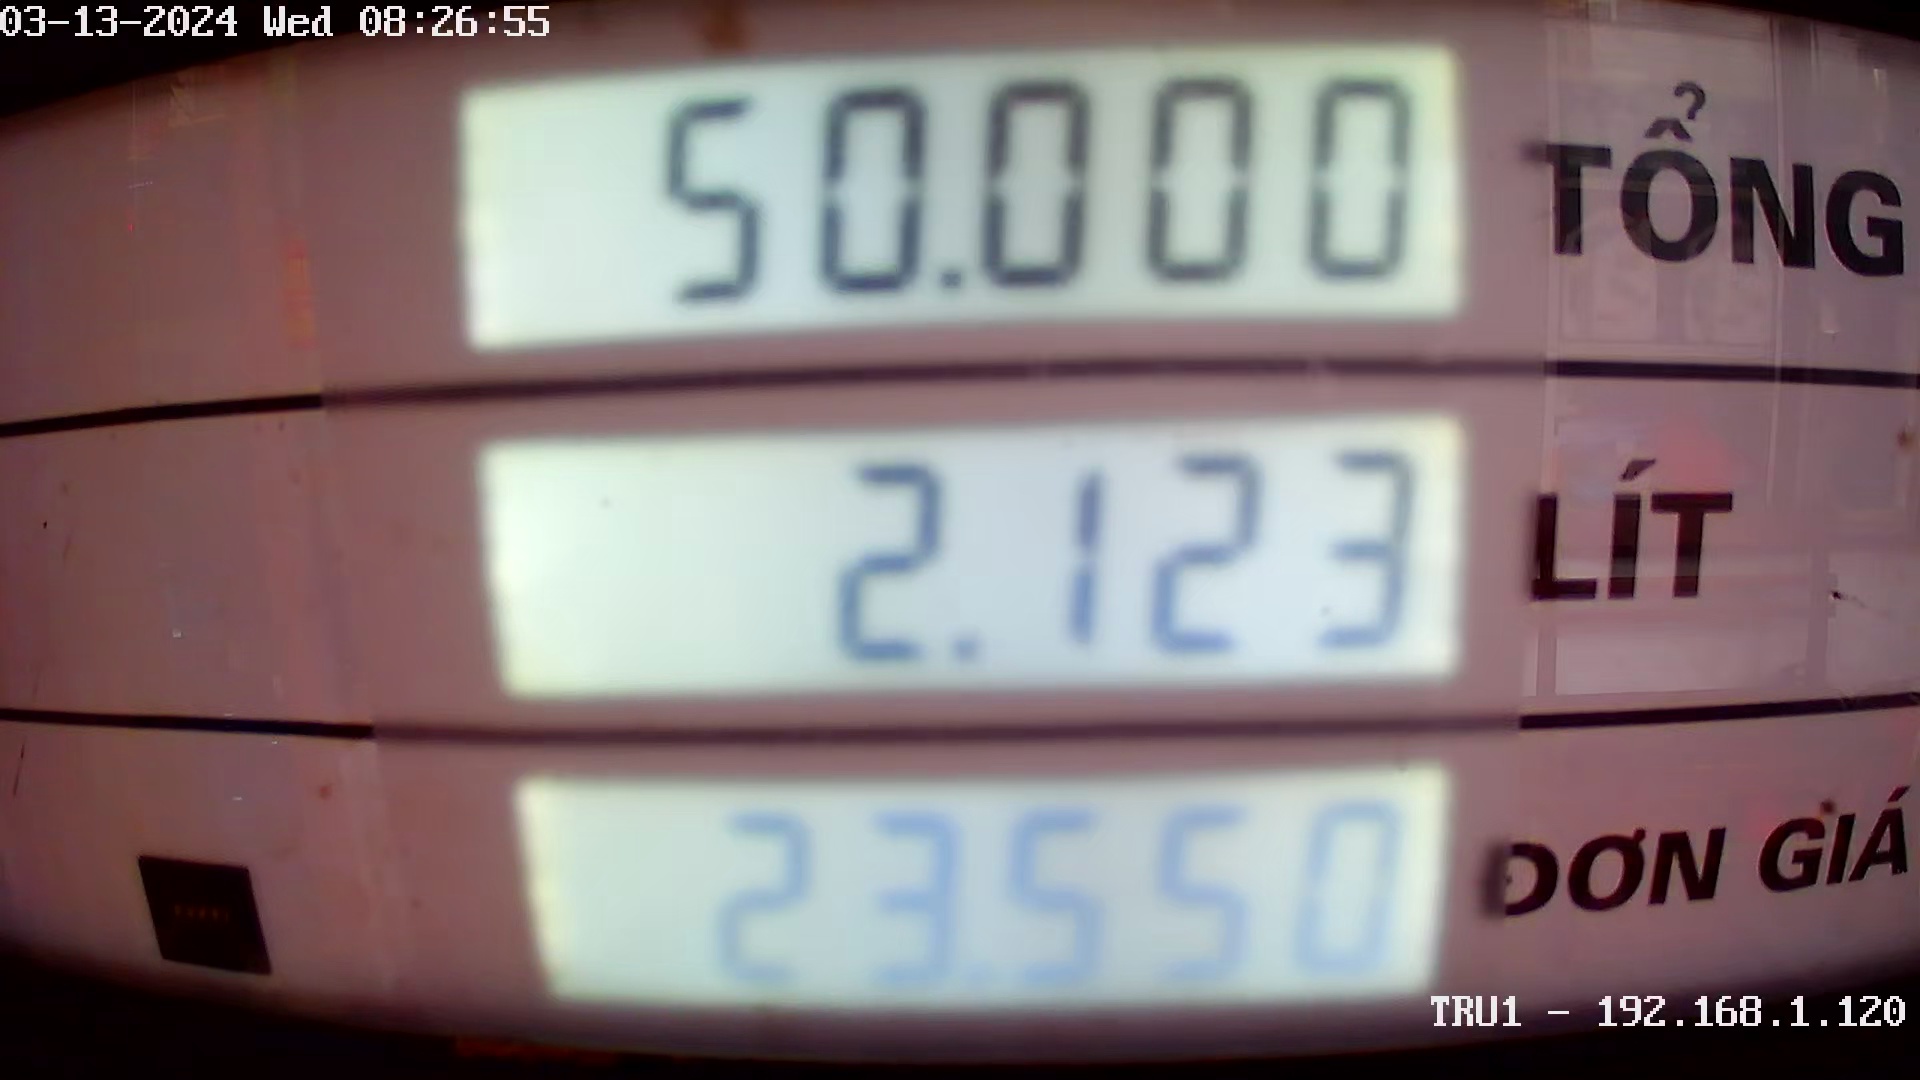 03-13-2024 Wed 08:26:55
50.000 TỔNG
2.123 LÍT
23.550 ĐƠN GIÁ
TRU1 - 192.168.1.120